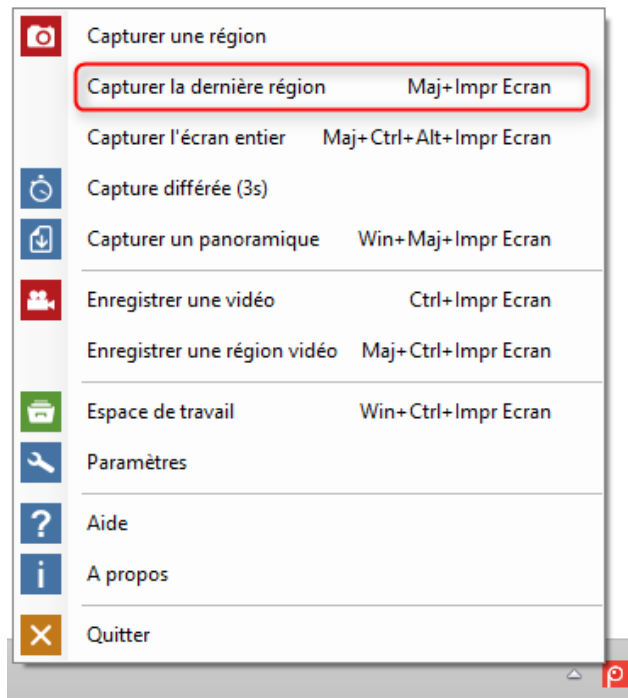 Capturer une région
Capturer la dernière région Maj+Impr Ecran
Capturer l'écran entier Maj+Ctrl+Alt+Impr Ecran
Capture différée (3s)
Capturer un panoramique Win+Maj+Impr Ecran
Enregistrer une vidéo Ctrl+Impr Ecran
Enregistrer une région vidéo Maj+Ctrl+Impr Ecran
Espace de travail Win+Ctrl+Impr Ecran
Paramètres
Aide
A propos
Quitter